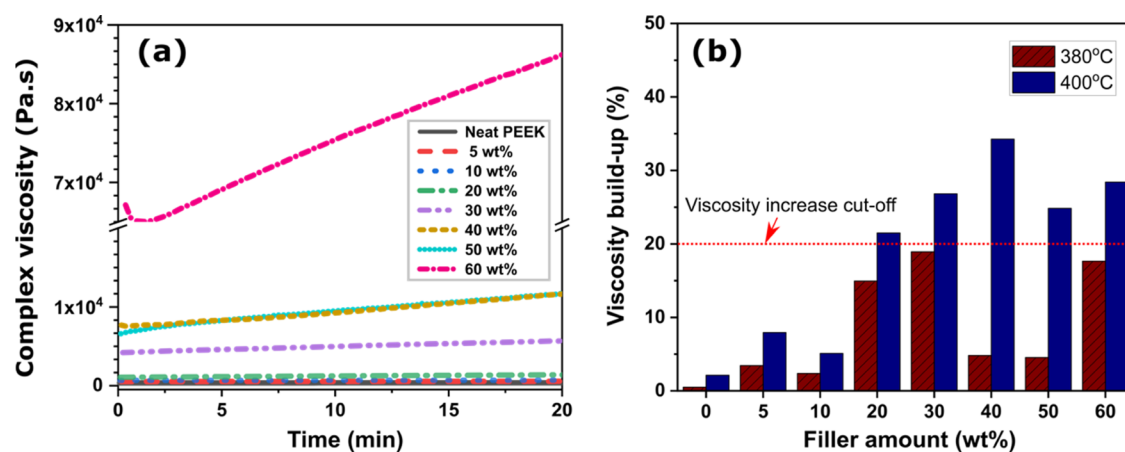 (a)
Complex viscosity (Pa.s)
9x10⁴
8x10⁴
7x10⁴
1x10⁴
0
Neat PEEK
5 wt%
10 wt%
20 wt%
30 wt%
40 wt%
50 wt%
60 wt%
0 5 10 15 20
Time (min)
(b)
Viscosity build-up (%)
50
40
30
20
10
0
380°C
400°C
Viscosity increase cut-off
0 5 10 20 30 40 50 60
Filler amount (wt%)